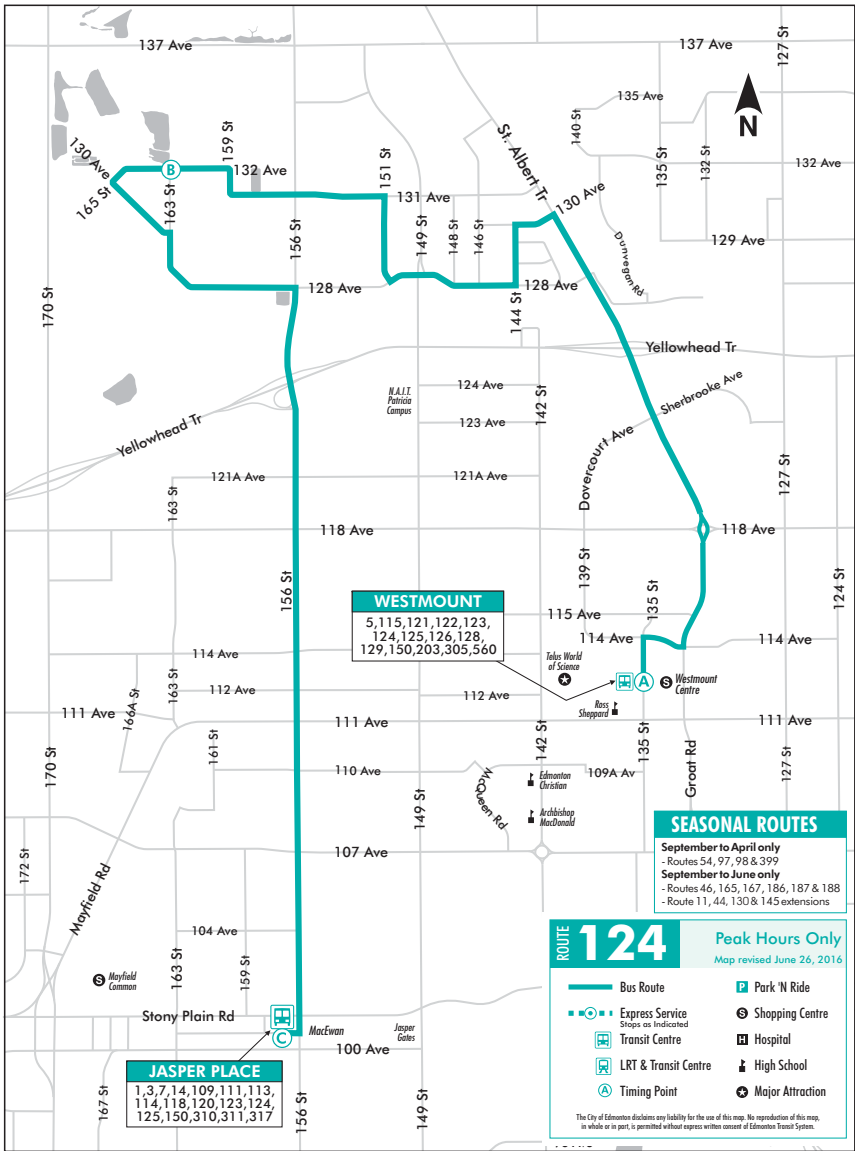 137 Ave
137 Ave
170 St
156 St
127 St
135 Ave
140 St
135 St
132 St
132 Ave
N
St. Albert Tr
130 Ave
165 St
B
163 St
159 St
132 Ave
151 St
131 Ave
149 St
148 St
146 St
130 Ave
129 Ave
Dunvegan Rd
128 Ave
128 Ave
144 St
156 St
170 St
Yellowhead Tr
Yellowhead Tr
N.A.I.T.
Patricia
Campus
124 Ave
123 Ave
142 St
Sherbrooke Ave
Dovercourt Ave
121A Ave
121A Ave
163 St
127 St
118 Ave
118 Ave
156 St
139 St
135 St
124 St
WESTMOUNT
5,115,121,122,123,
124,125,126,128,
129,150,203,305,560
115 Ave
114 Ave
114 Ave
114 Ave
Telus World
of Science
A
S
Westmount
Centre
163 St
112 Ave
112 Ave
166A St
111 Ave
111 Ave
111 Ave
Ross
Sheppard
161 St
170 St
142 St
135 St
Groat Rd
127 St
110 Ave
109A Av
McQueen Rd
Edmonton
Christian
Archbishop
MacDonald
149 St
107 Ave
172 St
Mayfield Rd
SEASONAL ROUTES
September to April only
- Routes 54, 97, 98 & 399
September to June only
- Routes 46, 165, 167, 186, 187 & 188
- Route 11, 44, 130 & 145 extensions
104 Ave
163 St
159 St
S
Mayfield
Common
Stony Plain Rd
C
MacEwan
Jasper
Gates
100 Ave
JASPER PLACE
1,3,7,14,109,111,113,
114,118,120,123,124,
125,150,310,311,317
167 St
156 St
149 St
ROUTE
124
Peak Hours Only
Map revised June 26, 2016
Bus Route
Express Service
Stops as Indicated
Transit Centre
LRT & Transit Centre
A
Timing Point
P
Park 'N Ride
S
Shopping Centre
H
Hospital
High School
Major Attraction
The City of Edmonton disclaims any liability for the use of this map. No reproduction of this map,
in whole or in part, is permitted without express written consent of Edmonton Transit System.